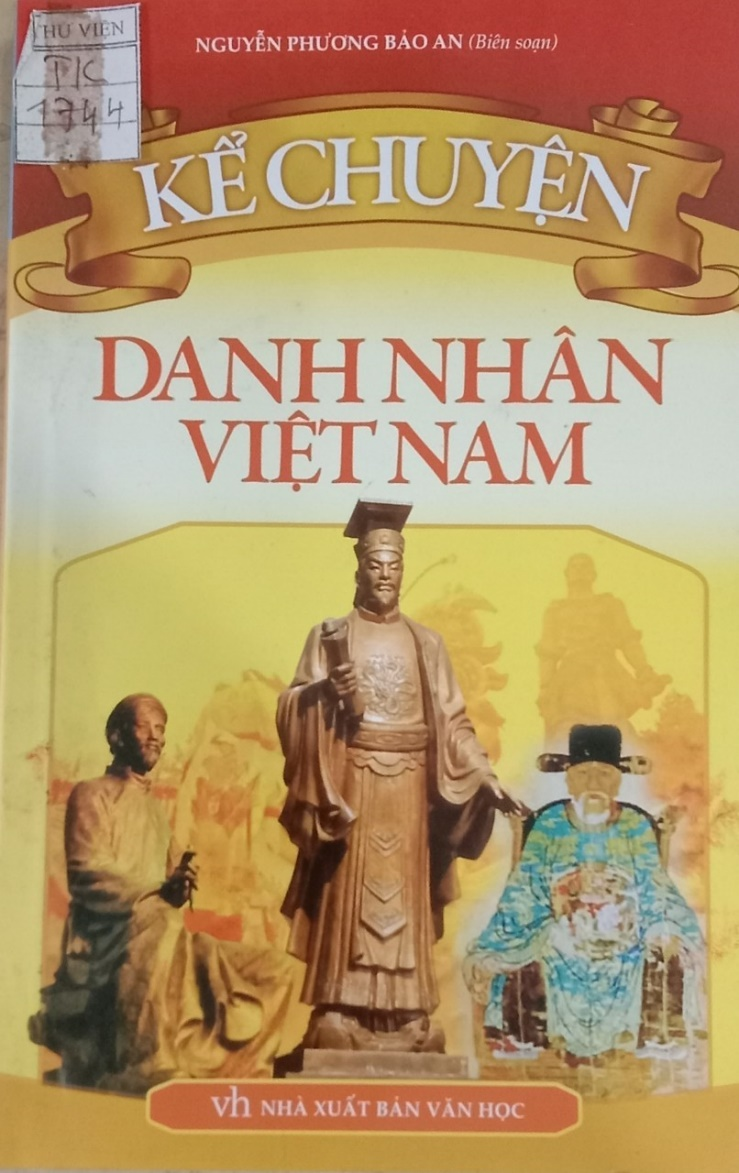 THƯ VIỆN
1744
NGUYỄN PHƯƠNG BẢO AN (Biên soạn)
KỂ CHUYỆN
DANH NHÂN
VIỆT NAM
vh NHÀ XUẤT BẢN VĂN HỌC